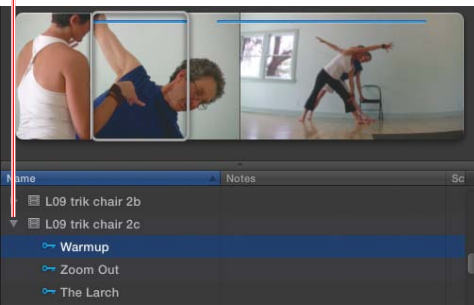 Name Notes Sc
L09 trik chair 2b
L09 trik chair 2c
Warmup
Zoom Out
The Larch